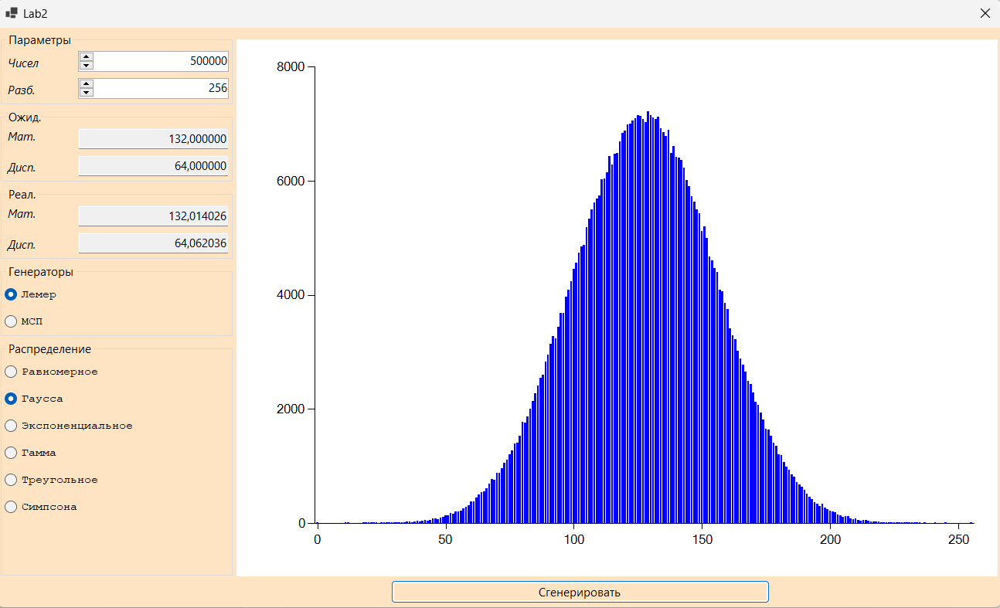 Lab2
Параметры
Чисел 500000
Разб. 256
Ожид.
Мат. 132,000000
Дисп. 64,000000
Реал.
Мат. 132,014026
Дисп. 64,062036
Генераторы
Лемер
МСП
Распределение
Равномерное
Гаусса
Экспоненциальное
Гамма
Треугольное
Симпсона
8000
6000
4000
2000
0
0 50 100 150 200 250
Сгенерировать